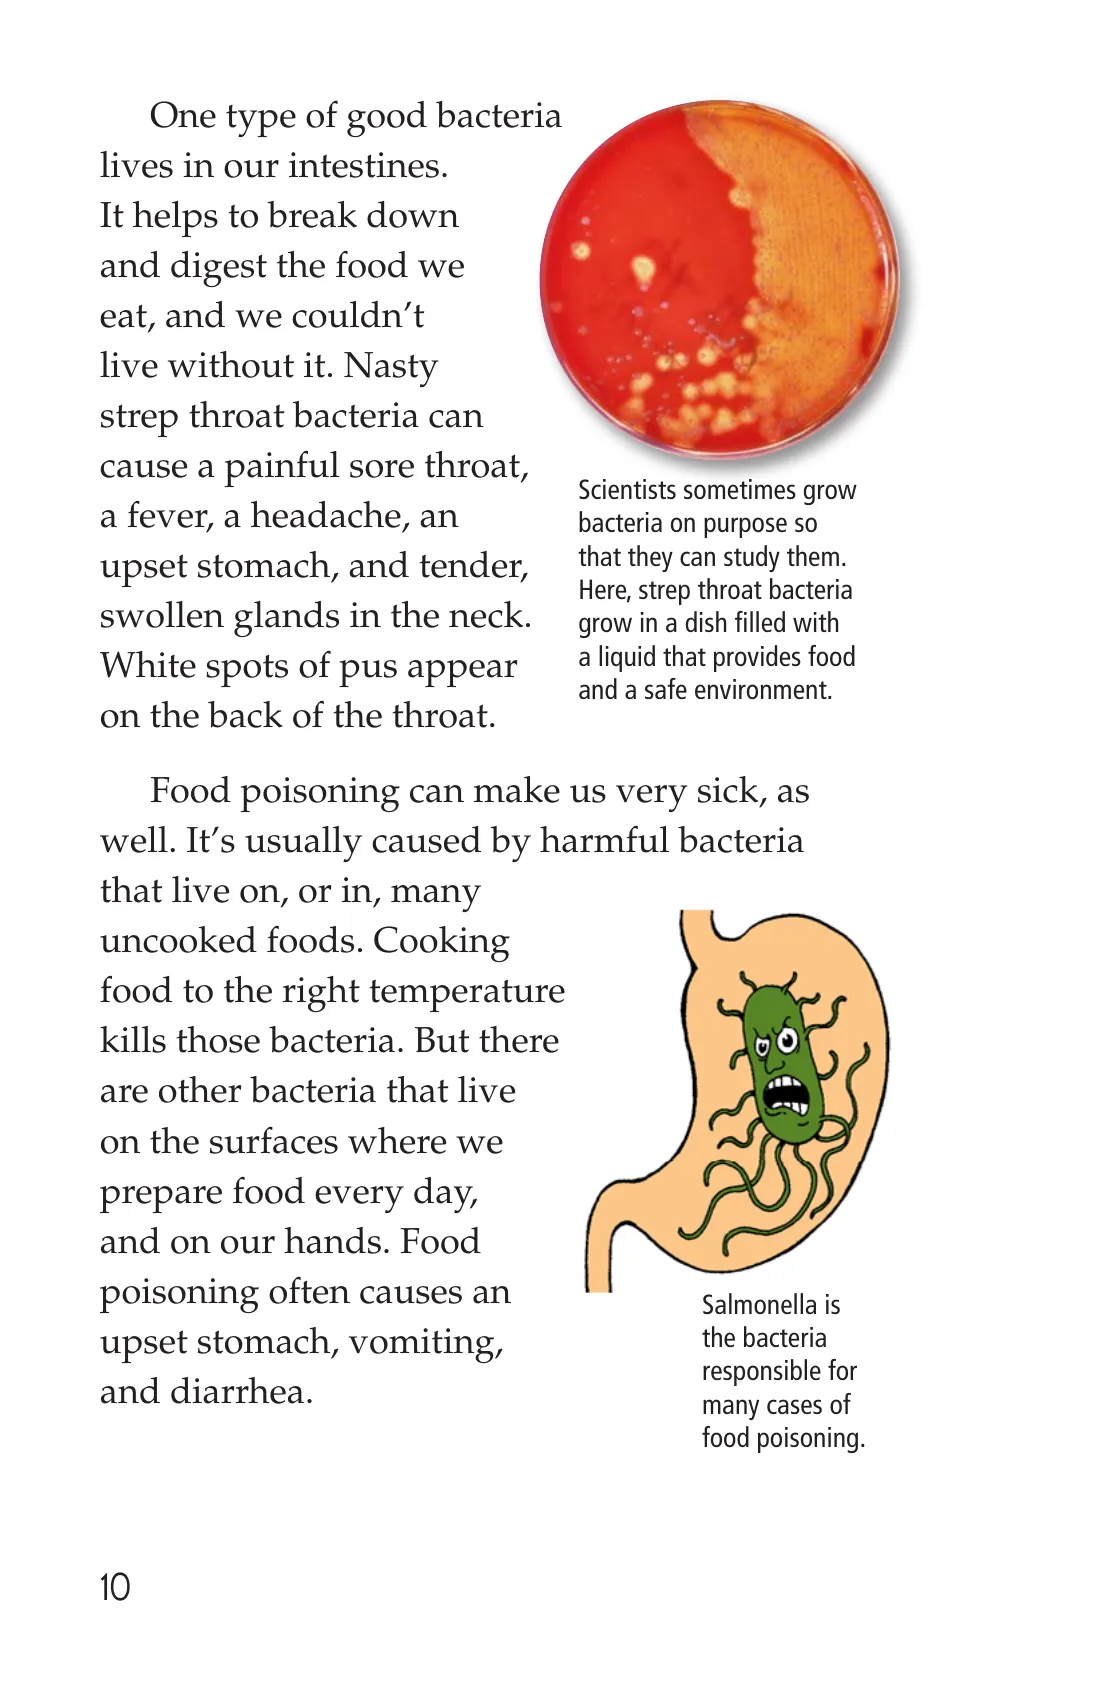 One type of good bacteria
lives in our intestines.
It helps to break down
and digest the food we
eat, and we couldn’t
live without it. Nasty
strep throat bacteria can
cause a painful sore throat,
a fever, a headache, an
upset stomach, and tender,
swollen glands in the neck.
White spots of pus appear
on the back of the throat.
Scientists sometimes grow
bacteria on purpose so
that they can study them.
Here, strep throat bacteria
grow in a dish filled with
a liquid that provides food
and a safe environment.
Food poisoning can make us very sick, as
well. It’s usually caused by harmful bacteria
that live on, or in, many
uncooked foods. Cooking
food to the right temperature
kills those bacteria. But there
are other bacteria that live
on the surfaces where we
prepare food every day,
and on our hands. Food
poisoning often causes an
upset stomach, vomiting,
and diarrhea.
Salmonella is
the bacteria
responsible for
many cases of
food poisoning.
10